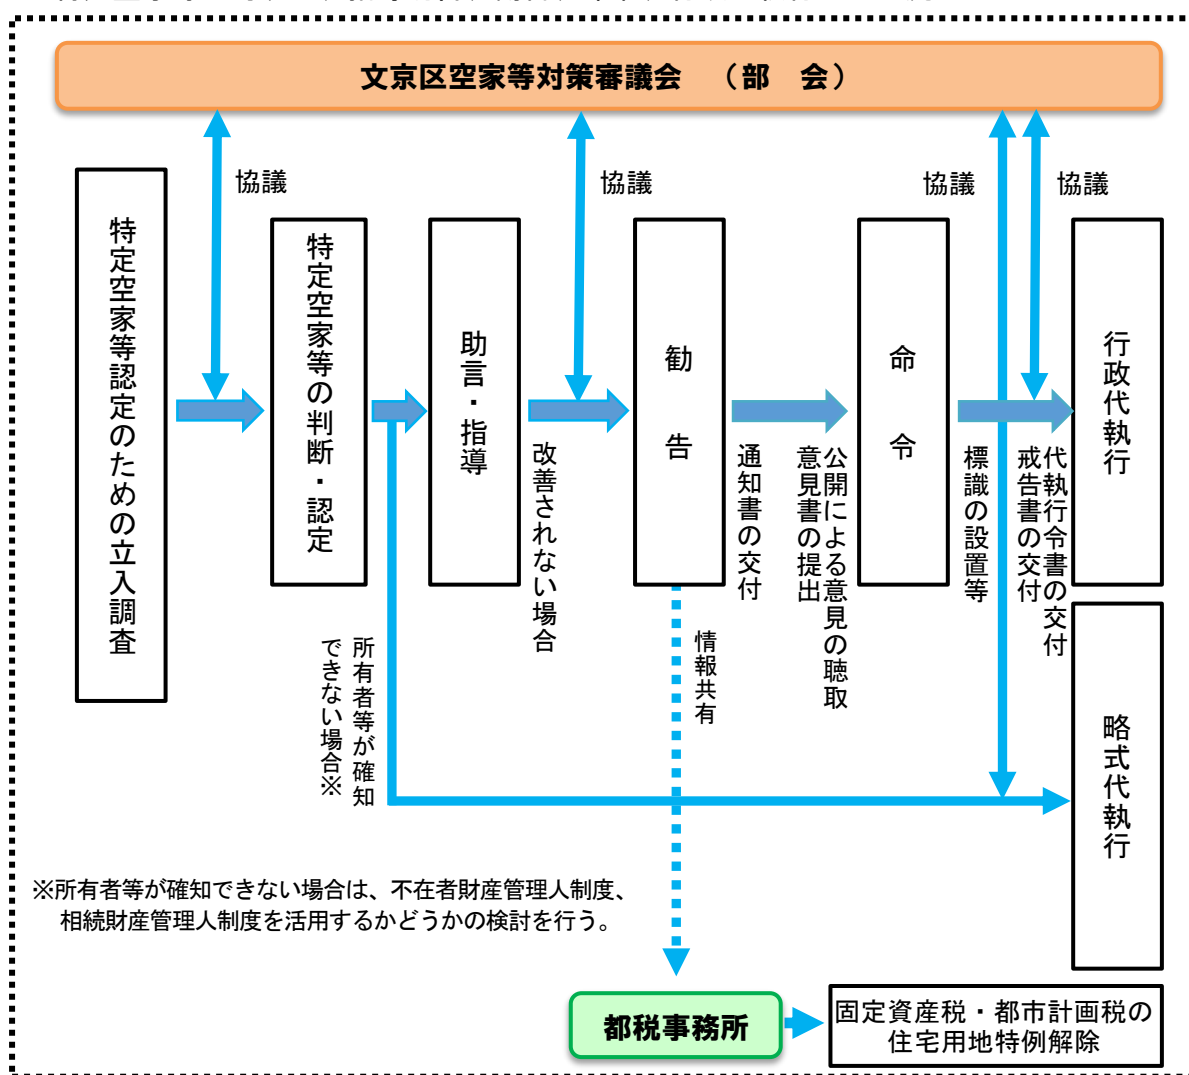 文京区空家等対策審議会　（部　会）
協議
協議
協議
協議
特定空家等認定のための立入調査
特定空家等の判断・認定
助言・指導
改善されない場合
勧　告
通知書の交付
公開による意見の聴取
意見書の提出
命　令
標識の設置等
代執行令書の交付
戒告書の交付
行政代執行
所有者等が確知
できない場合※
情報共有
略式代執行
※所有者等が確知できない場合は、不在者財産管理人制度、
相続財産管理人制度を活用するかどうかの検討を行う。
都税事務所
固定資産税・都市計画税の
住宅用地特例解除